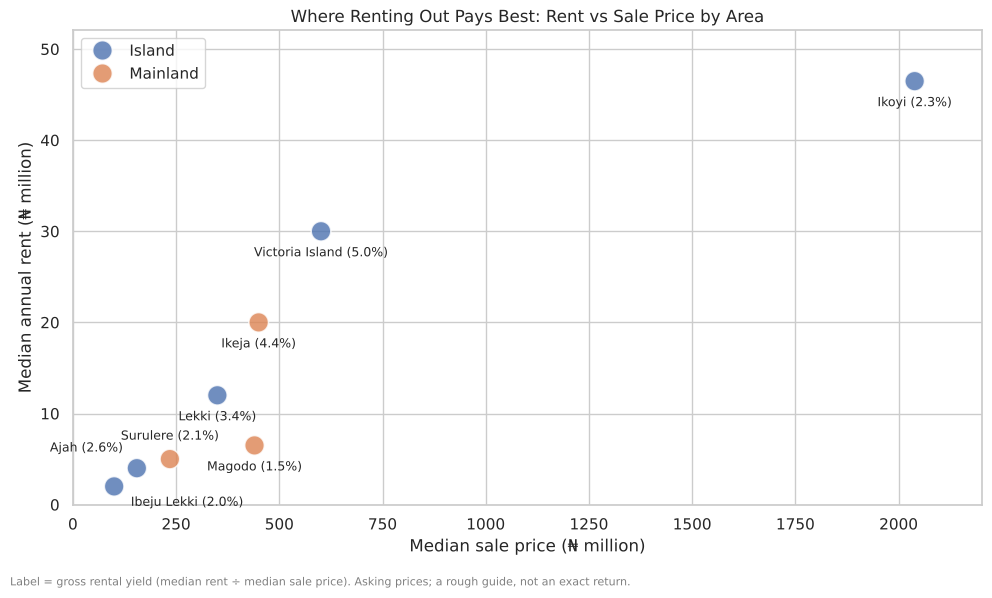 Where Renting Out Pays Best: Rent vs Sale Price by Area
Island
Mainland
Median annual rent (₦ million)
50
40
30
20
10
0
Ikoyi (2.3%)
Victoria Island (5.0%)
Ikeja (4.4%)
Lekki (3.4%)
Surulere (2.1%)
Ajah (2.6%)
Magodo (1.5%)
Ibeju Lekki (2.0%)
0 250 500 750 1000 1250 1500 1750 2000
Median sale price (₦ million)
Label = gross rental yield (median rent ÷ median sale price). Asking prices; a rough guide, not an exact return.